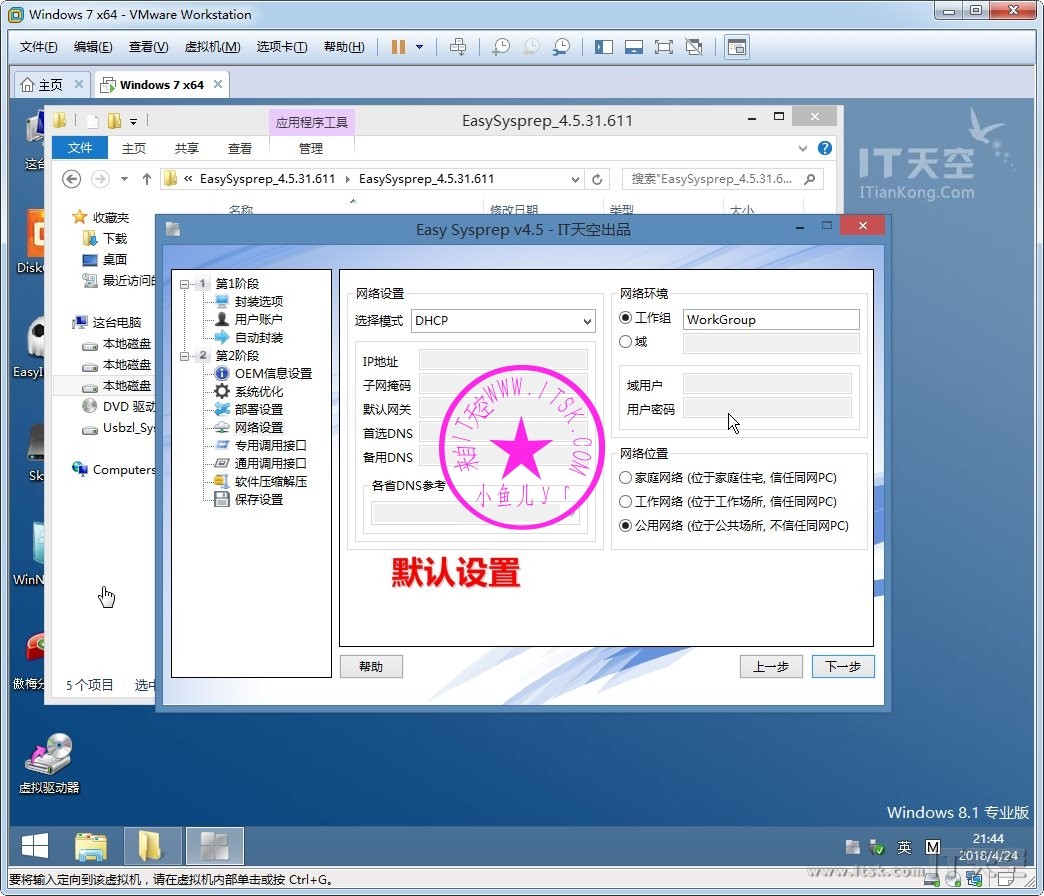 Windows 7 x64 - VMware Workstation
文件(F) 编辑(E) 查看(V) 虚拟机(M) 选项卡(T) 帮助(H)
主页 Windows 7 x64
应用程序工具 EasySysprep_4.5.31.611
文件 主页 共享 查看 管理
« EasySysprep_4.5.31.611 EasySysprep_4.5.31.611 搜索"EasySysprep_4.5.31.6...
IT天空
ITianKong.Com
名称 修改日期 类型 大小
收藏夹
下载
桌面
最近访问的
这台电脑
本地磁盘
本地磁盘
本地磁盘
DVD 驱动
Usbzl_Sys
Computers
5 个项目 选中
这台
Disk
EasyI
Sk
WinN
傲梅分
虚拟驱动器
Easy Sysprep v4.5 - IT天空出品
1 第1阶段
封装选项
用户账户
自动封装
2 第2阶段
OEM信息设置
系统优化
部署设置
网络设置
专用调用接口
通用调用接口
软件压缩解压
保存设置
网络设置
选择模式 DHCP
IP地址
子网掩码
默认网关
首选DNS
备用DNS
各省DNS参考
来自IT天空WWW.ITSK.COM
小鱼儿yr
默认设置
网络环境
工作组 WorkGroup
域
域用户
用户密码
网络位置
家庭网络 (位于家庭住宅, 信任同网PC)
工作网络 (位于工作场所, 信任同网PC)
公用网络 (位于公共场所, 不信任同网PC)
帮助 上一步 下一步
Windows 8.1 专业版
英 M 21:44
2018/4/24
www.itsk.com IT天空
要将输入定向到该虚拟机，请在虚拟机内部单击或按 Ctrl+G。